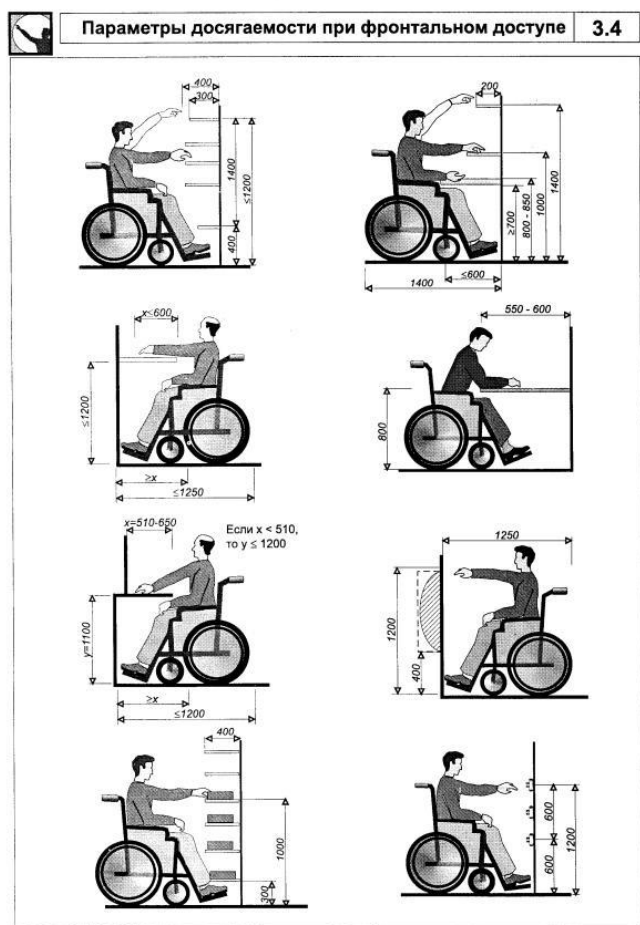 Параметры досягаемости при фронтальном доступе 3.4
400
300
1400
≤1200
400
200
≥700
800 - 850
1000
1400
≤600
1400
x≤600
≤1200
≥x
≤1250
550 - 600
800
x=510-650
Если x < 510,
то y ≤ 1200
y=1100
≥x
≤1200
1250
1200
400
400
1000
300
600
600
1200